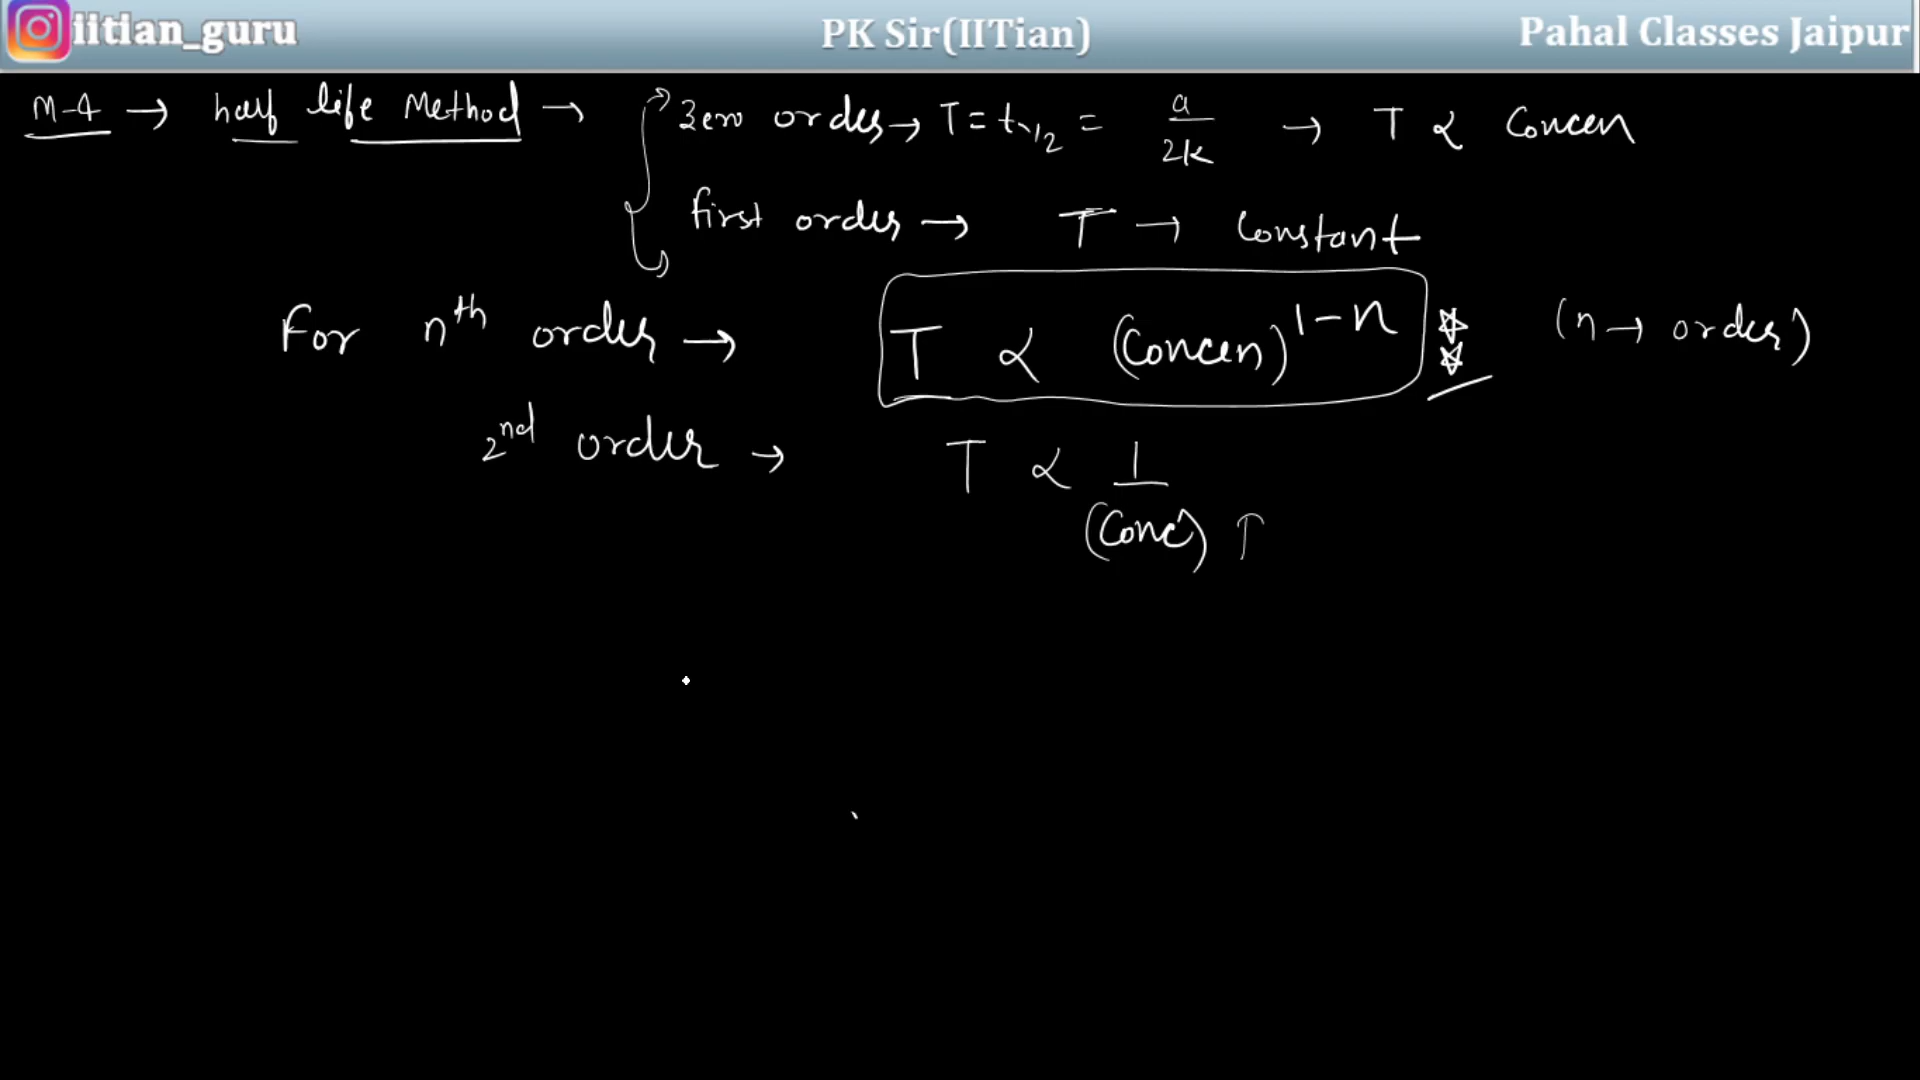 iitian_guru PK Sir(IITian) Pahal Classes Jaipur
M-4 → half life Method → Zero order → T = t1/2 = a/2K → T ∝ Concen
first order → T → Constant
For nth order → T ∝ (Concen)^1-n (n → order)
2nd order → T ∝ 1/(Conc) ↑